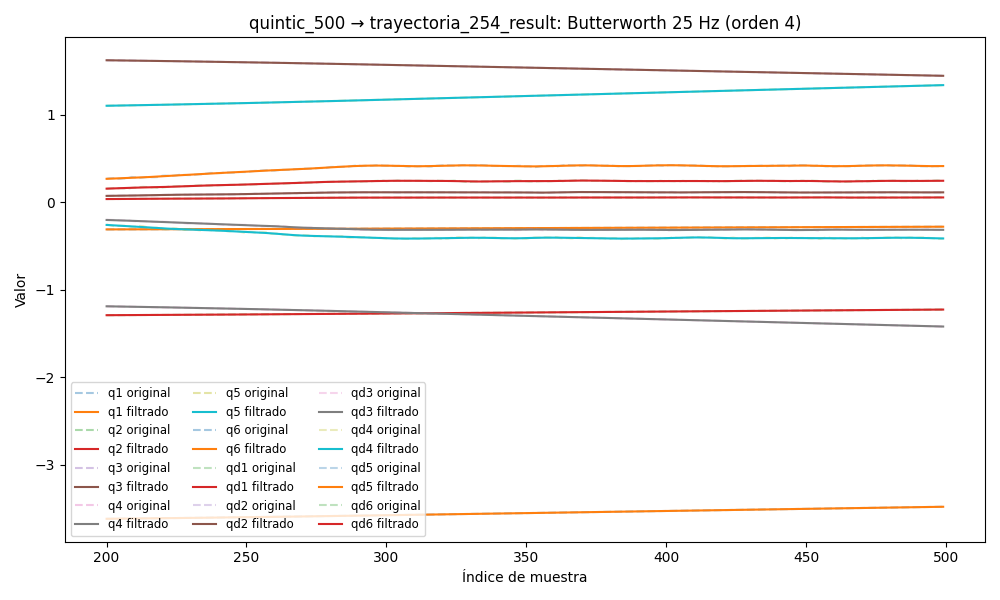 quintic_500 → trayectoria_254_result: Butterworth 25 Hz (orden 4)
Valor
1
0
−1
−2
−3
q1 original
q1 filtrado
q2 original
q2 filtrado
q3 original
q3 filtrado
q4 original
q4 filtrado
q5 original
q5 filtrado
q6 original
q6 filtrado
qd1 original
qd1 filtrado
qd2 original
qd2 filtrado
qd3 original
qd3 filtrado
qd4 original
qd4 filtrado
qd5 original
qd5 filtrado
qd6 original
qd6 filtrado
200 250 300 350 400 450 500
Índice de muestra